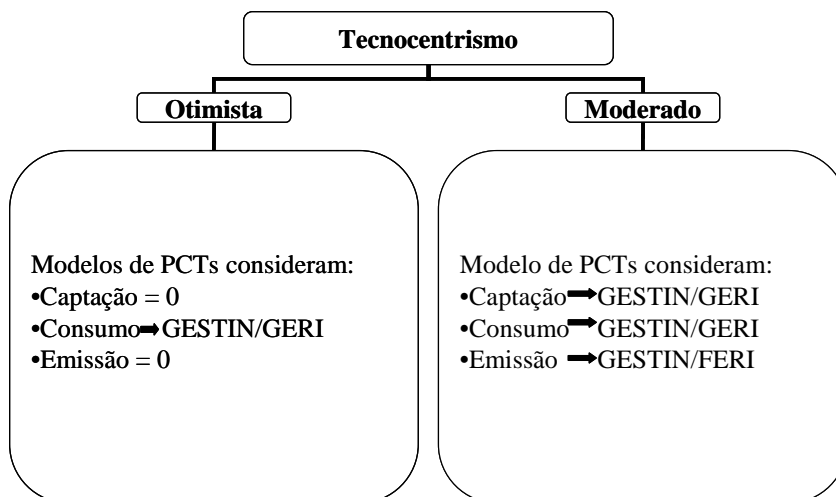 Tecnocentrismo
Otimista
Moderado
Modelos de PCTs consideram:
•Captação = 0
•Consumo➡GESTIN/GERI
•Emissão = 0
Modelo de PCTs consideram:
•Captação ➡GESTIN/GERI
•Consumo ➡GESTIN/GERI
•Emissão ➡GESTIN/FERI